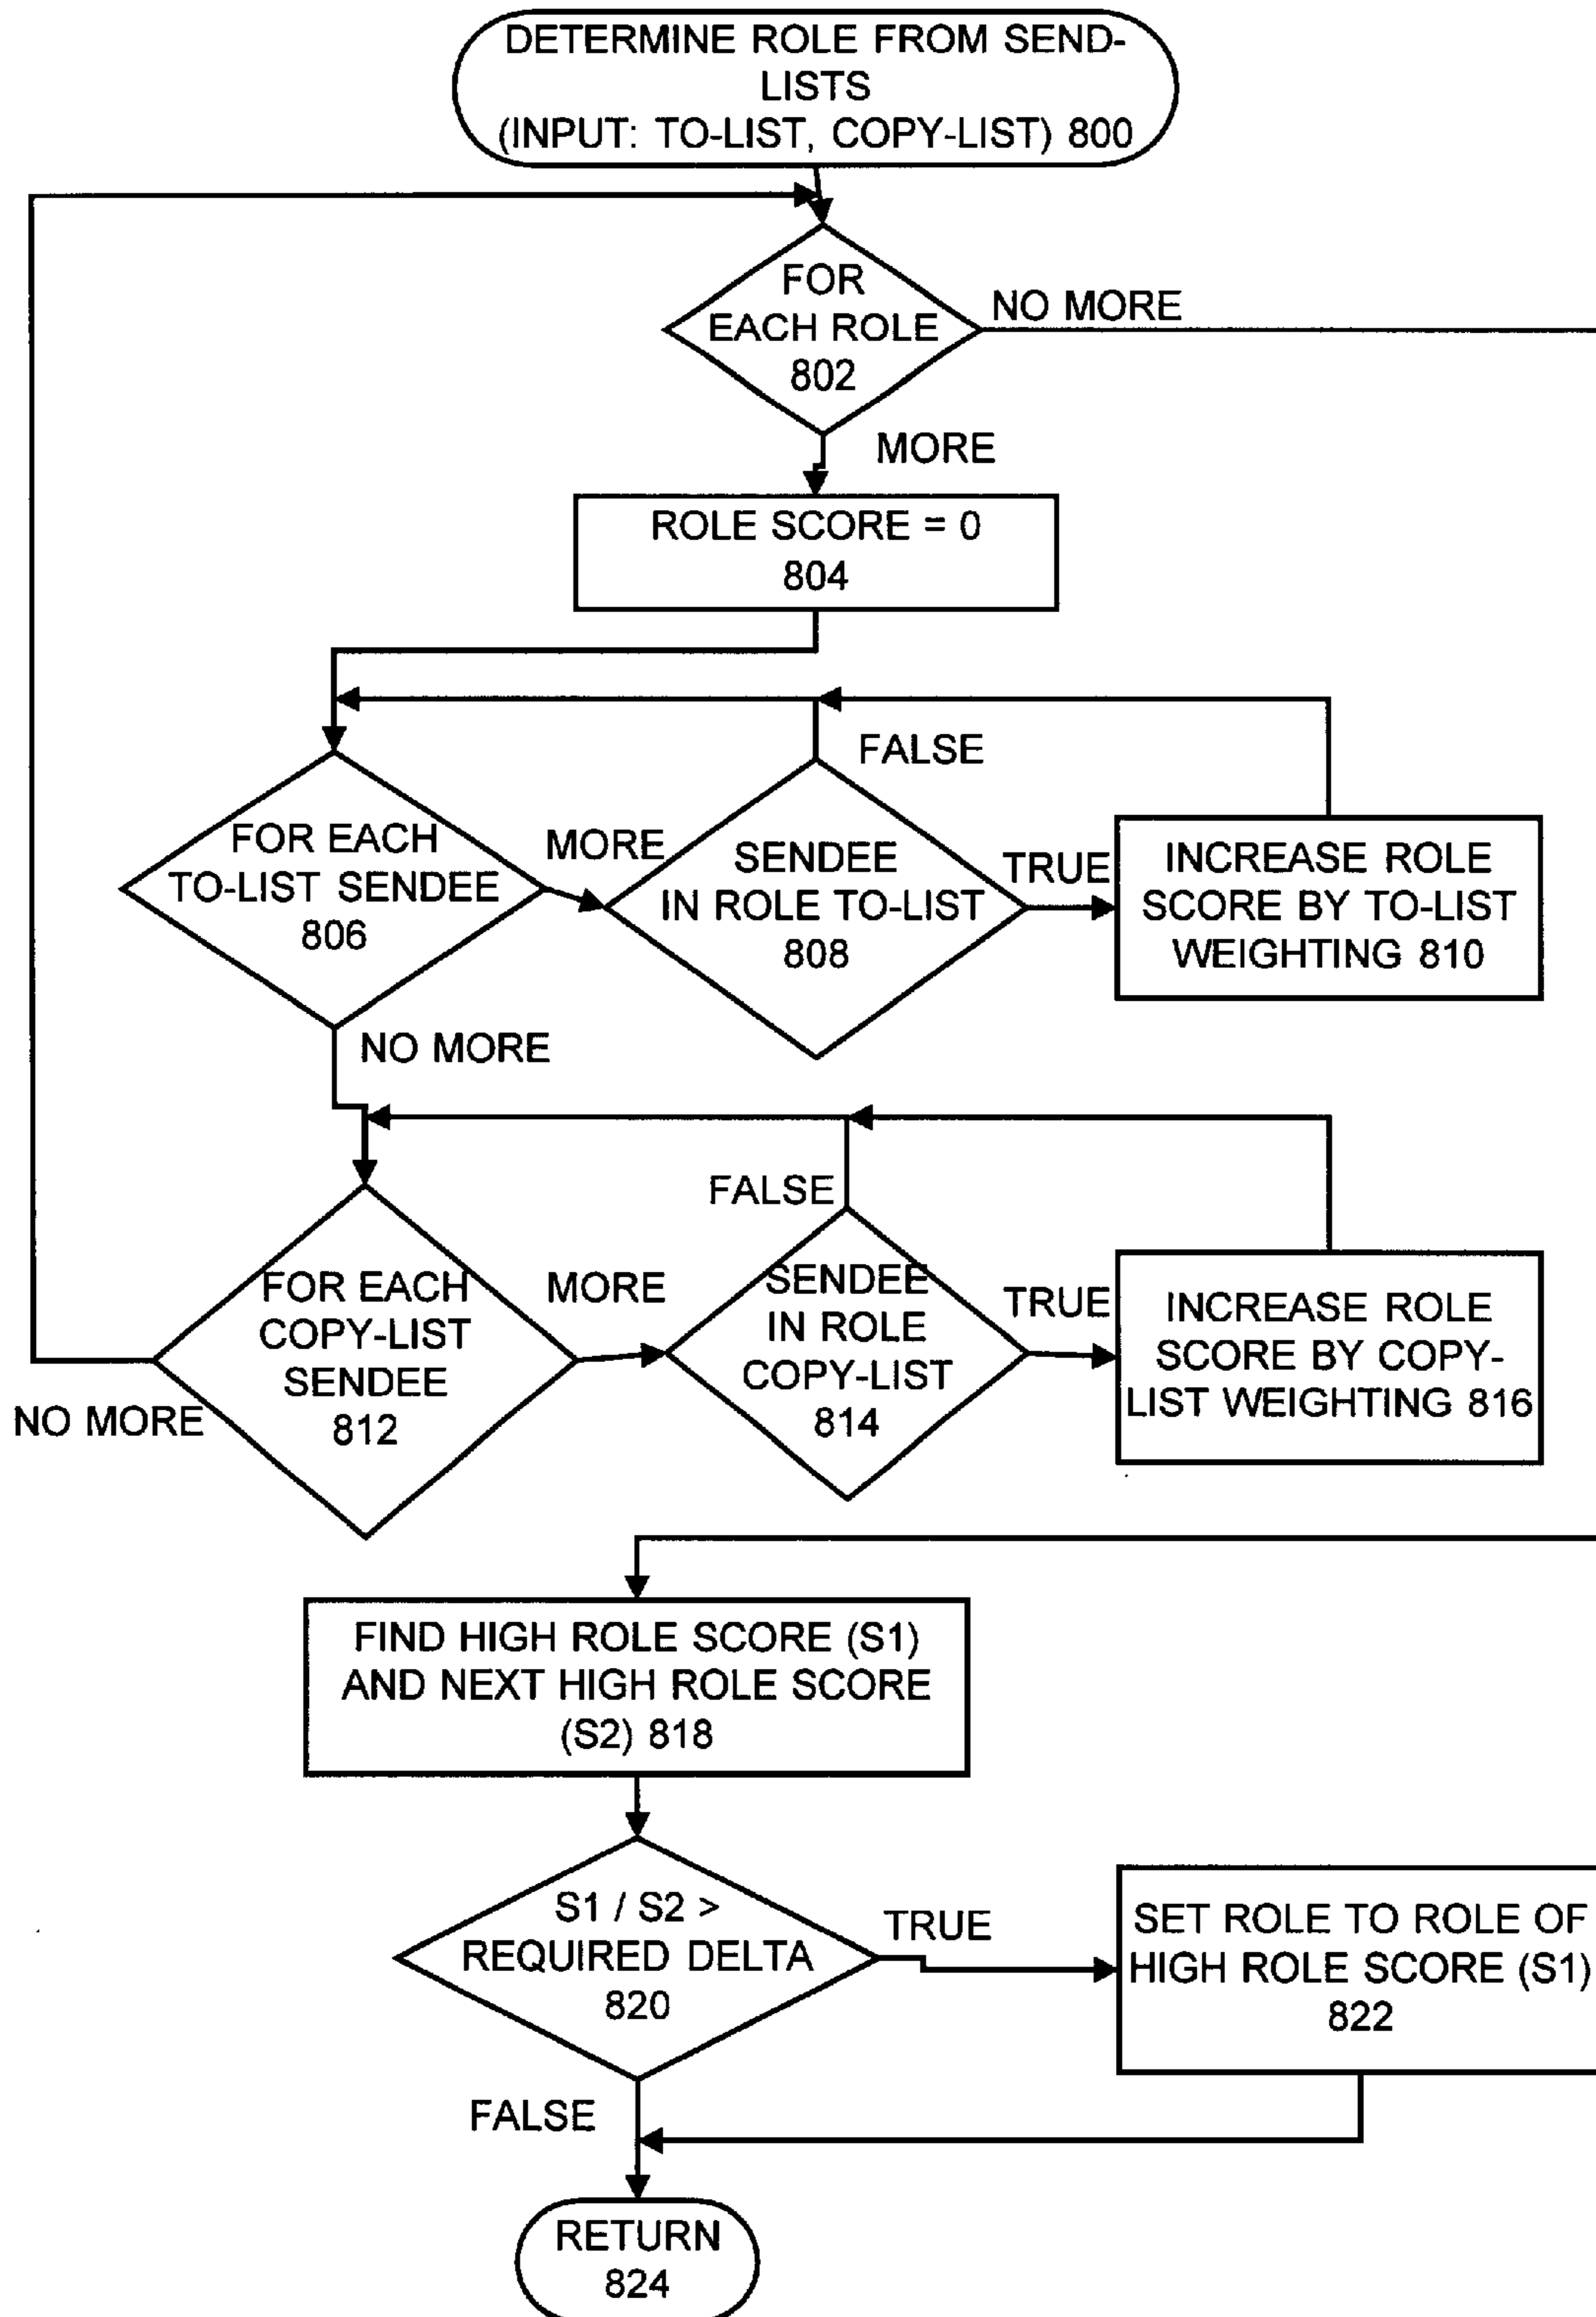 DETERMINE ROLE FROM SEND-
LISTS
(INPUT: TO-LIST, COPY-LIST) 800
FOR
EACH ROLE
802
NO MORE
MORE
ROLE SCORE = 0
804
FALSE
FOR EACH
TO-LIST SENDEE
806
MORE
SENDEE
IN ROLE TO-LIST
808
TRUE
INCREASE ROLE
SCORE BY TO-LIST
WEIGHTING 810
NO MORE
FALSE
FOR EACH
COPY-LIST
SENDEE
812
MORE
SENDEE
IN ROLE
COPY-LIST
814
TRUE
INCREASE ROLE
SCORE BY COPY-
LIST WEIGHTING 816
NO MORE
FIND HIGH ROLE SCORE (S1)
AND NEXT HIGH ROLE SCORE
(S2) 818
S1 / S2 >
REQUIRED DELTA
820
TRUE
SET ROLE TO ROLE OF
HIGH ROLE SCORE (S1)
822
FALSE
RETURN
824